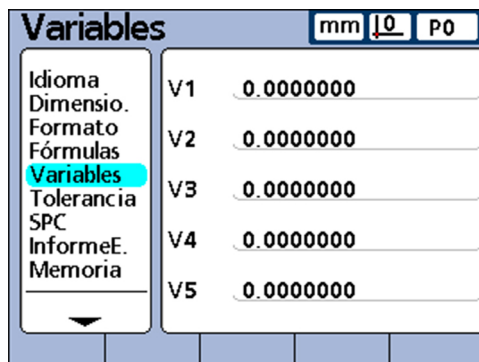 Variables mm 0 P0
Idioma
Dimensio.
Formato
Fórmulas
Variables
Tolerancia
SPC
InformeE.
Memoria
V1 0.0000000
V2 0.0000000
V3 0.0000000
V4 0.0000000
V5 0.0000000